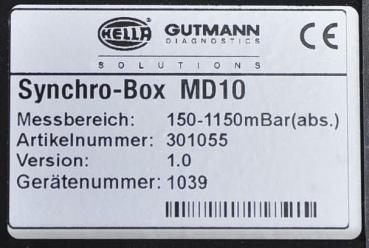 HELLA GUTMANN CE
DIAGNOSTICS
SOLUTIONS
Synchro-Box MD10
Messbereich: 150-1150mBar(abs.)
Artikelnummer: 301055
Version: 1.0
Gerätenummer: 1039